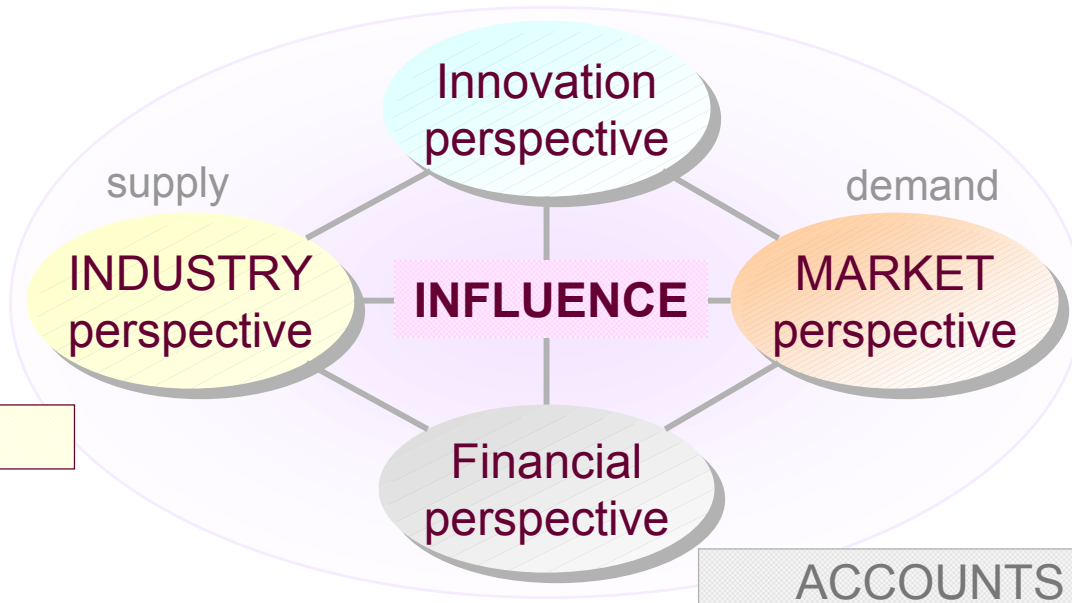 Innovation
perspective
supply
demand
INDUSTRY
perspective
INFLUENCE
MARKET
perspective
Financial
perspective
ACCOUNTS